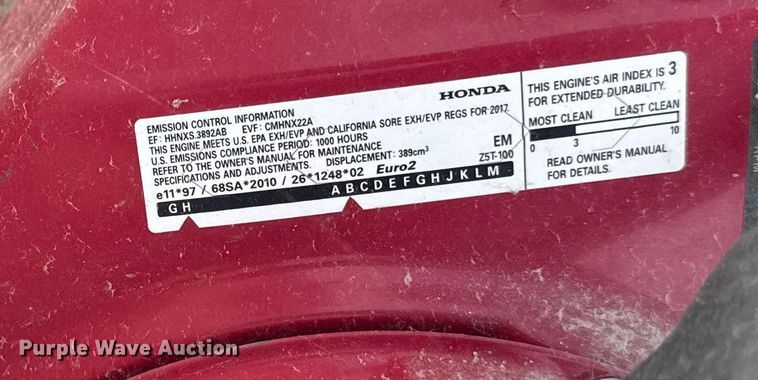 HONDA
EMISSION CONTROL INFORMATION
EF: HHNXS.3892AB EVF: CMHNX22A
THIS ENGINE MEETS U.S. EPA EXH/EVP AND CALIFORNIA SORE EXH/EVP REGS FOR 2017.
U.S. EMISSIONS COMPLIANCE PERIOD: 1000 HOURS
REFER TO THE OWNER'S MANUAL FOR MAINTENANCE EM
SPECIFICATIONS AND ADJUSTMENTS. DISPLACEMENT: 389cm³ Z5T-100
e11*97 / 68SA*2010 / 26*1248*02 Euro2
G H A B C D E F G H J K L M
THIS ENGINE'S AIR INDEX IS 3
FOR EXTENDED DURABILITY.
MOST CLEAN LEAST CLEAN
0 3 10
READ OWNER'S MANUAL
FOR DETAILS.
Purple Wave Auction